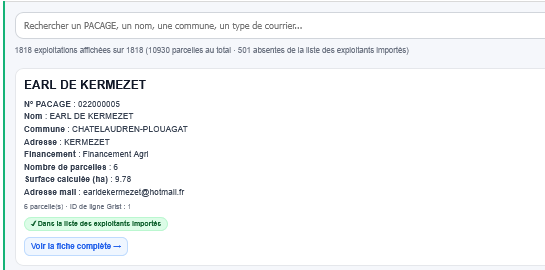 Rechercher un PACAGE, un nom, une commune, un type de courrier...
1818 exploitations affichées sur 1818 (10930 parcelles au total · 501 absentes de la liste des exploitants importés)
EARL DE KERMEZET
N° PACAGE : 022000005
Nom : EARL DE KERMEZET
Commune : CHATELAUDREN-PLOUAGAT
Adresse : KERMEZET
Financement : Financement Agri
Nombre de parcelles : 6
Surface calculée (ha) : 9.78
Adresse mail : earldekermezet@hotmail.fr
6 parcelle(s) · ID de ligne Grist : 1
✓ Dans la liste des exploitants importés
Voir la fiche complète →